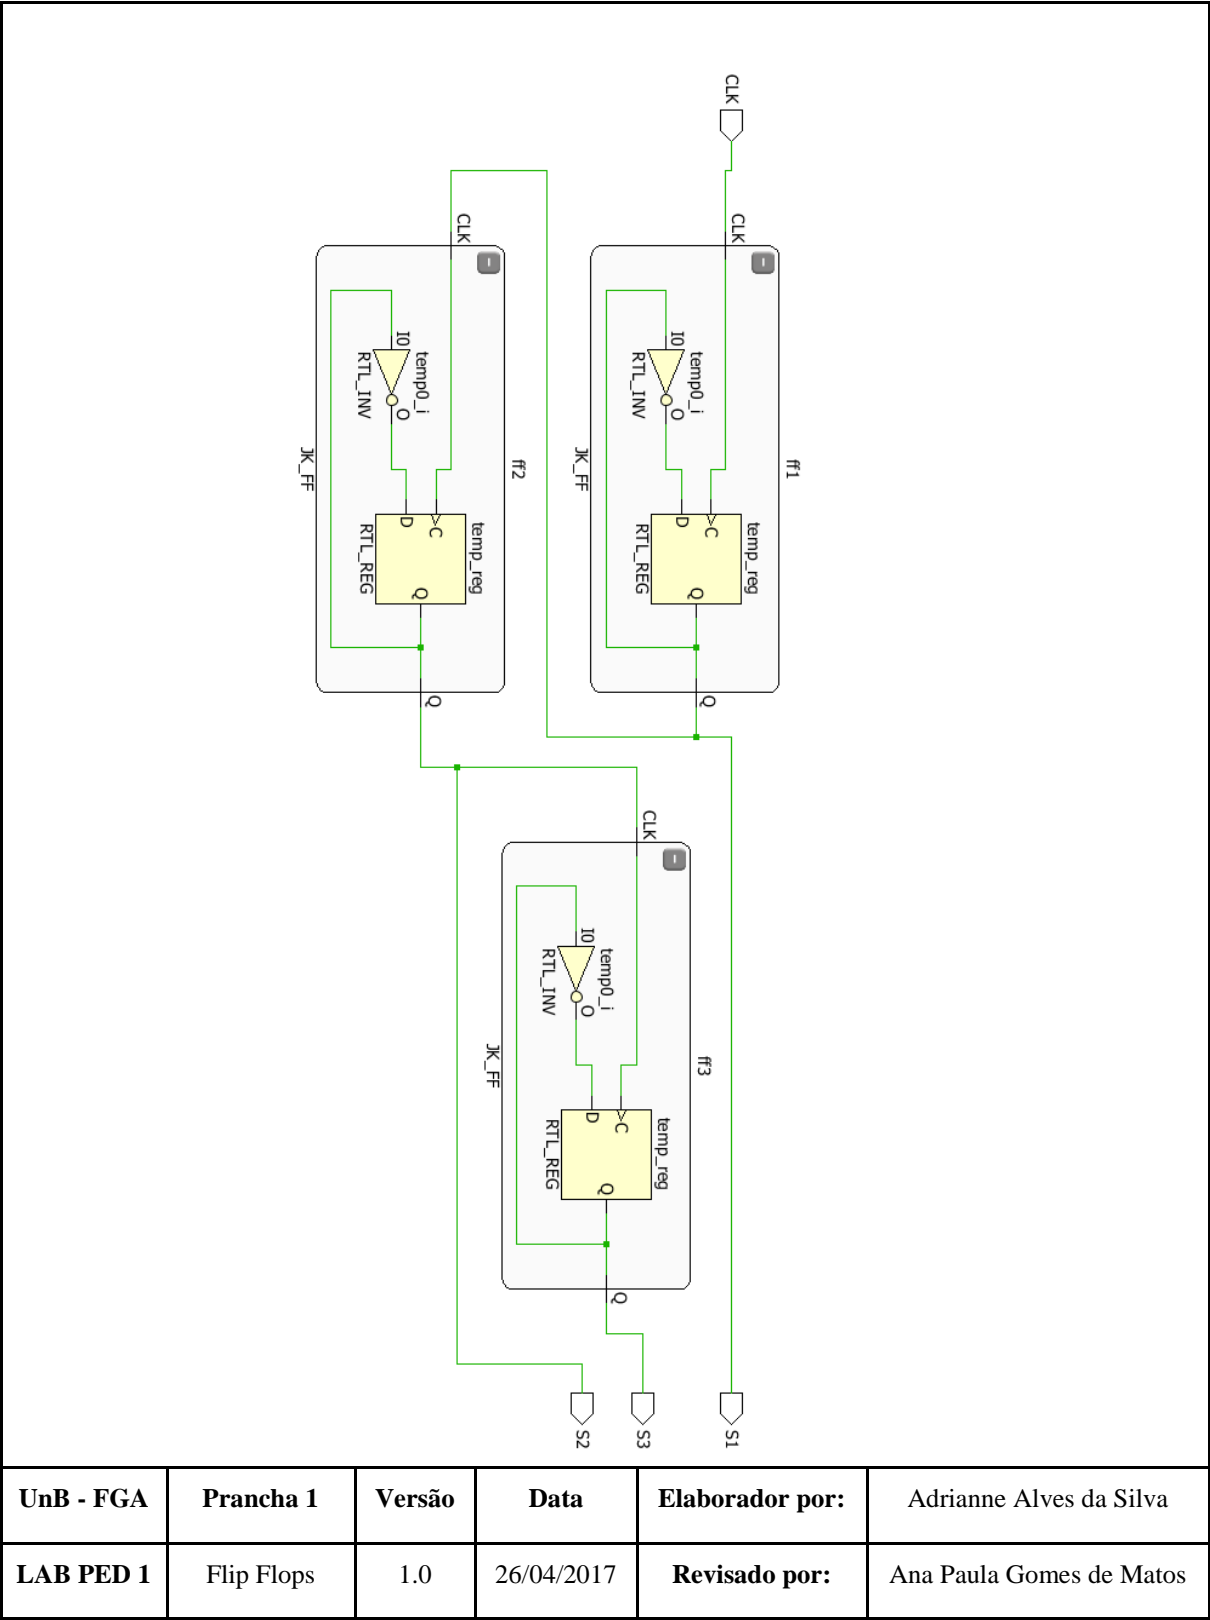 CLK
CLK
CLK
I0
temp0_i
RTL_INV
O
I0
temp0_i
RTL_INV
O
JK_FF
ff2
JK_FF
ff1
D
C
temp_reg
RTL_REG
Q
D
C
temp_reg
RTL_REG
Q
Q
Q
CLK
I0
temp0_i
RTL_INV
O
JK_FF
ff3
D
C
temp_reg
RTL_REG
Q
Q
S2
S3
S1
UnB - FGA
Prancha 1
Versão
Data
Elaborador por:
Adrianne Alves da Silva
LAB PED 1
Flip Flops
1.0
26/04/2017
Revisado por:
Ana Paula Gomes de Matos